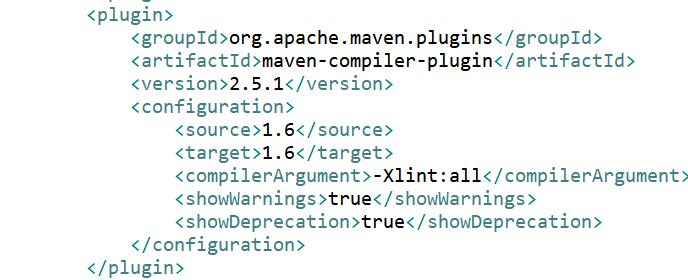 <plugin>
<groupId>org.apache.maven.plugins</groupId>
<artifactId>maven-compiler-plugin</artifactId>
<version>2.5.1</version>
<configuration>
<source>1.6</source>
<target>1.6</target>
<compilerArgument>-Xlint:all</compilerArgument>
<showWarnings>true</showWarnings>
<showDeprecation>true</showDeprecation>
</configuration>
</plugin>